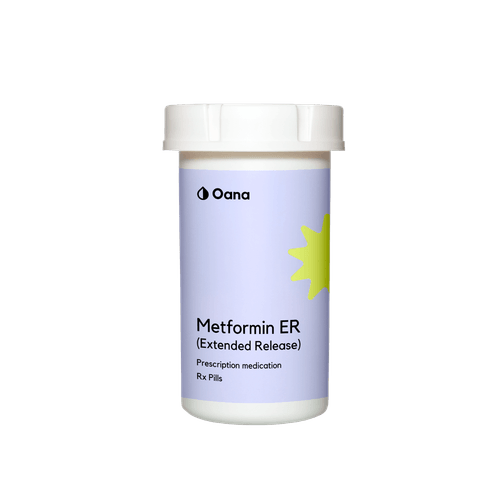 Oana
Metformin ER
(Extended Release)
Prescription medication
Rx Pills